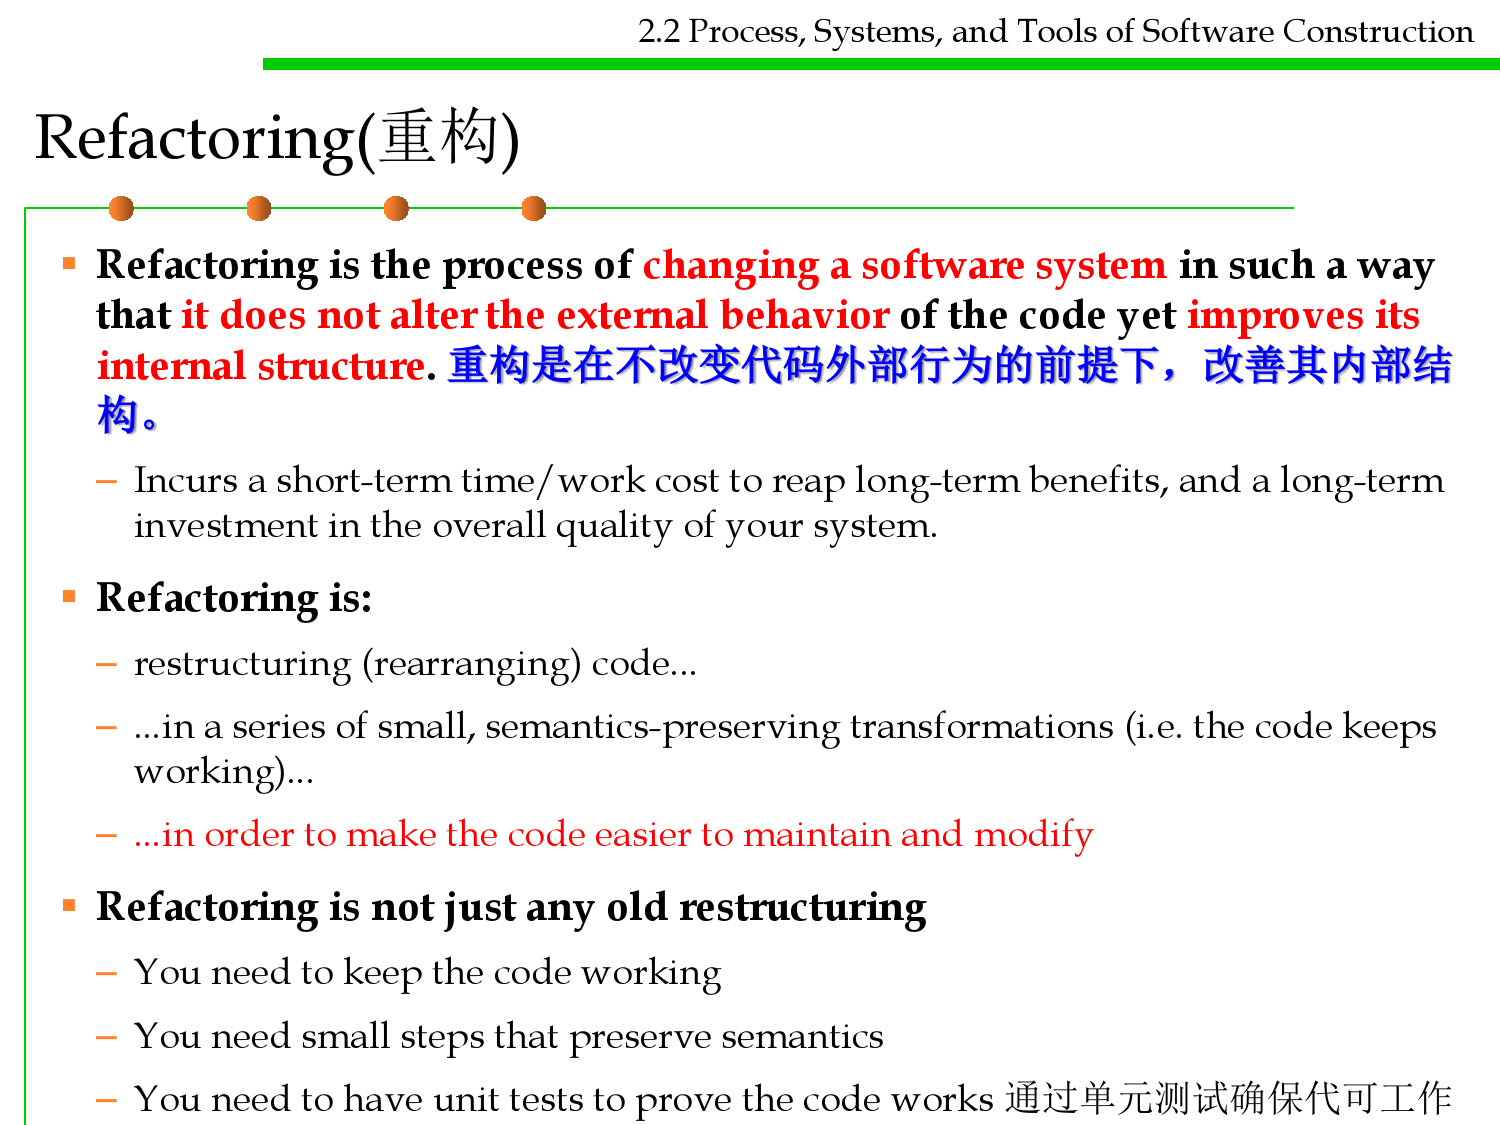 2.2 Process, Systems, and Tools of Software Construction
Refactoring(重构)
Refactoring is the process of changing a software system in such a way
that it does not alter the external behavior of the code yet improves its
internal structure. 重构是在不改变代码外部行为的前提下，改善其内部结
构。
– Incurs a short-term time/work cost to reap long-term benefits, and a long-term
investment in the overall quality of your system.
Refactoring is:
– restructuring (rearranging) code...
– ...in a series of small, semantics-preserving transformations (i.e. the code keeps
working)...
– ...in order to make the code easier to maintain and modify
Refactoring is not just any old restructuring
– You need to keep the code working
– You need small steps that preserve semantics
– You need to have unit tests to prove the code works 通过单元测试确保代可工作